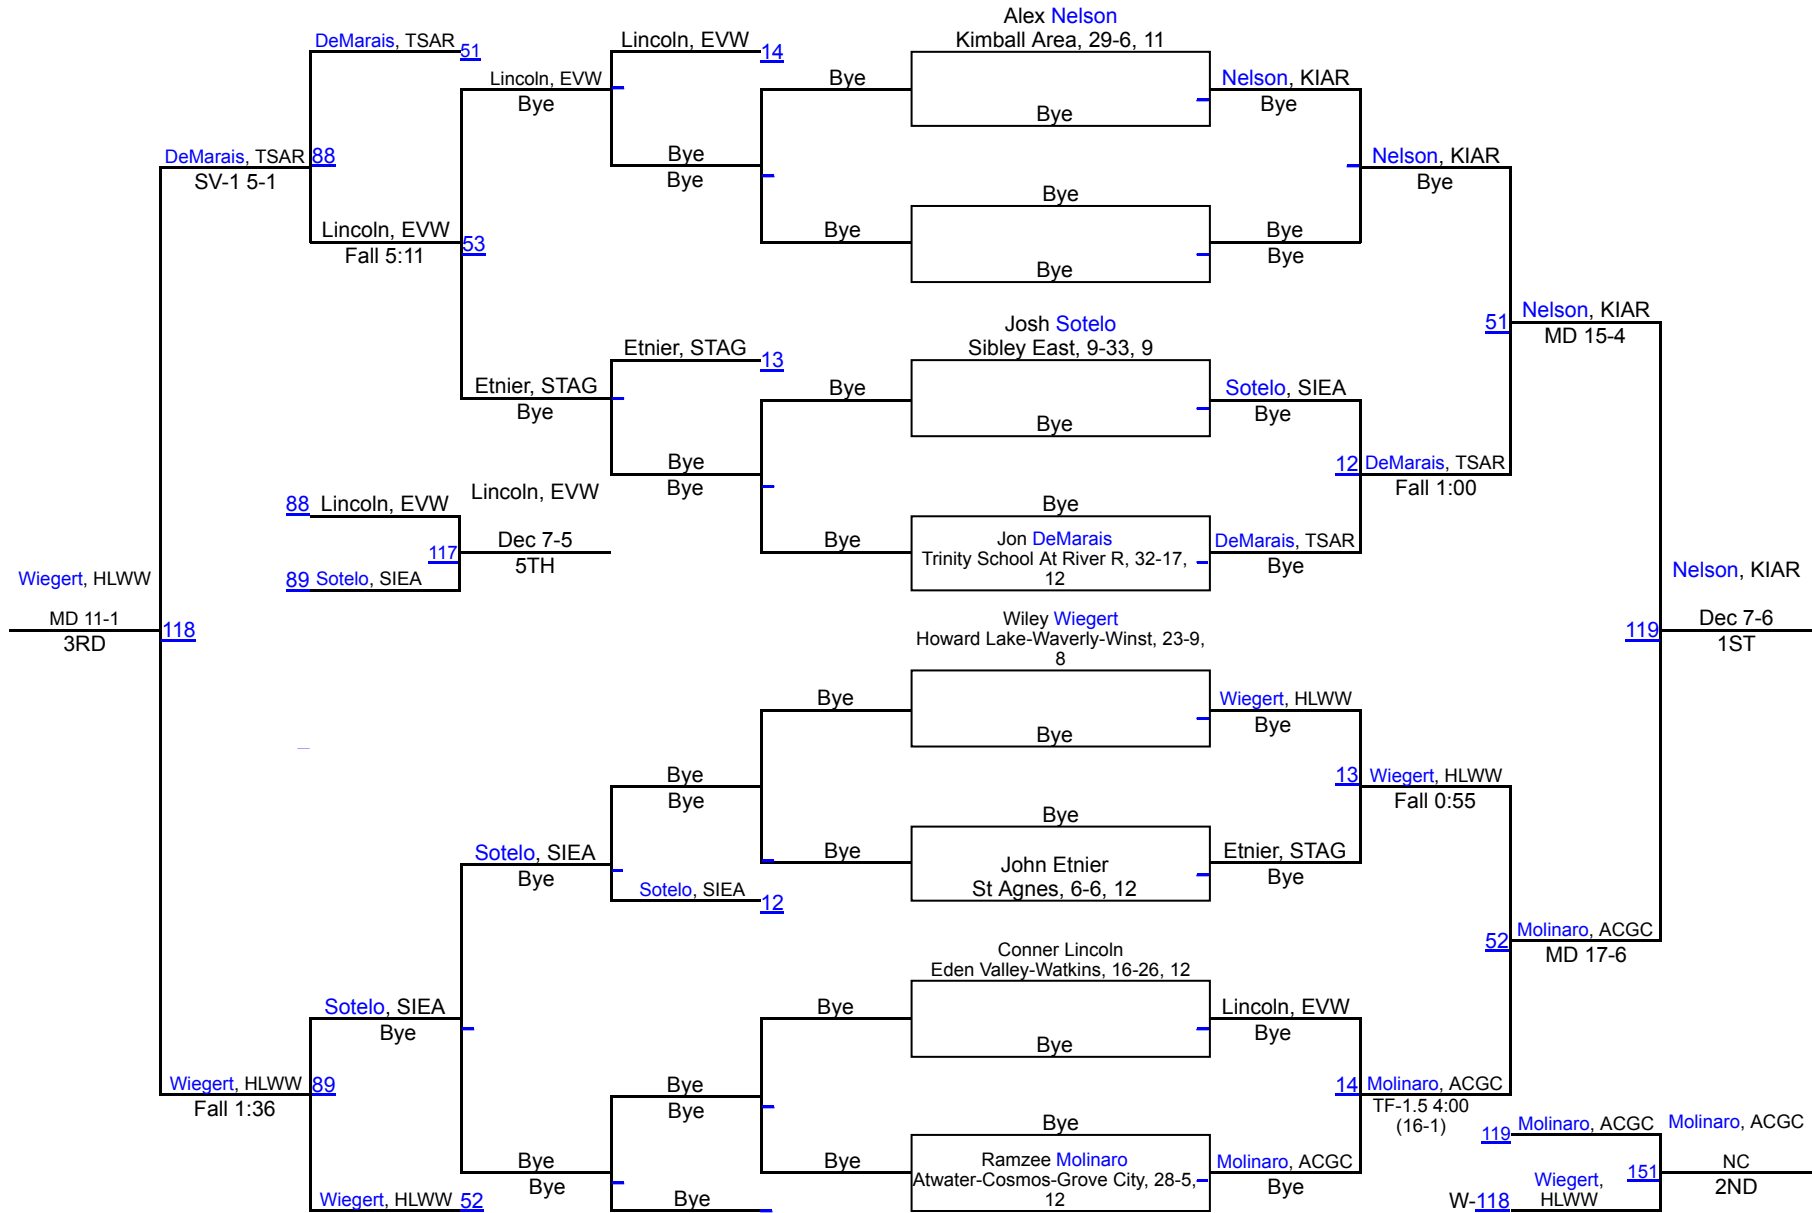 Alex Nelson
Kimball Area, 29-6, 11
Bye
Bye
Bye
Josh Sotelo
Sibley East, 9-33, 9
Bye
Bye
Jon DeMarais
Trinity School At River R, 32-17,
12
Wiley Wiegert
Howard Lake-Waverly-Winst, 23-9,
8
Bye
Bye
John Etnier
St Agnes, 6-6, 12
Conner Lincoln
Eden Valley-Watkins, 16-26, 12
Bye
Bye
Ramzee Molinaro
Atwater-Cosmos-Grove City, 28-5,
12
Nelson, KIAR
Bye
Bye
Bye
Sotelo, SIEA
Bye
DeMarais, TSAR
Bye
Wiegert, HLWW
Bye
Etnier, STAG
Bye
Lincoln, EVW
Bye
Molinaro, ACGC
Bye
Nelson, KIAR
Bye
12 DeMarais, TSAR
Fall 1:00
13 Wiegert, HLWW
Fall 0:55
14 Molinaro, ACGC
TF-1.5 4:00
(16-1)
51 Nelson, KIAR
MD 15-4
52 Molinaro, ACGC
MD 17-6
Nelson, KIAR
119 Dec 7-6
1ST
119 Molinaro, ACGC
W-118 Wiegert,
HLWW
Molinaro, ACGC
151 NC
2ND
Bye
Bye
Bye
Bye
Bye
Bye
Bye
Bye
Lincoln, EVW 14
Bye
Bye
Etnier, STAG 13
Bye
Bye
Bye
Bye
Sotelo, SIEA 12
Bye
Bye
Bye
Lincoln, EVW
Bye
Etnier, STAG
Bye
Sotelo, SIEA
Bye
Bye
Bye
DeMarais, TSAR 51
Lincoln, EVW 53
Fall 5:11
Sotelo, SIEA
Bye
Wiegert, HLWW 52
DeMarais, TSAR 88
SV-1 5-1
Wiegert, HLWW 89
Fall 1:36
Wiegert, HLWW
MD 11-1 118
3RD
88 Lincoln, EVW
89 Sotelo, SIEA
Lincoln, EVW
117 Dec 7-5
5TH